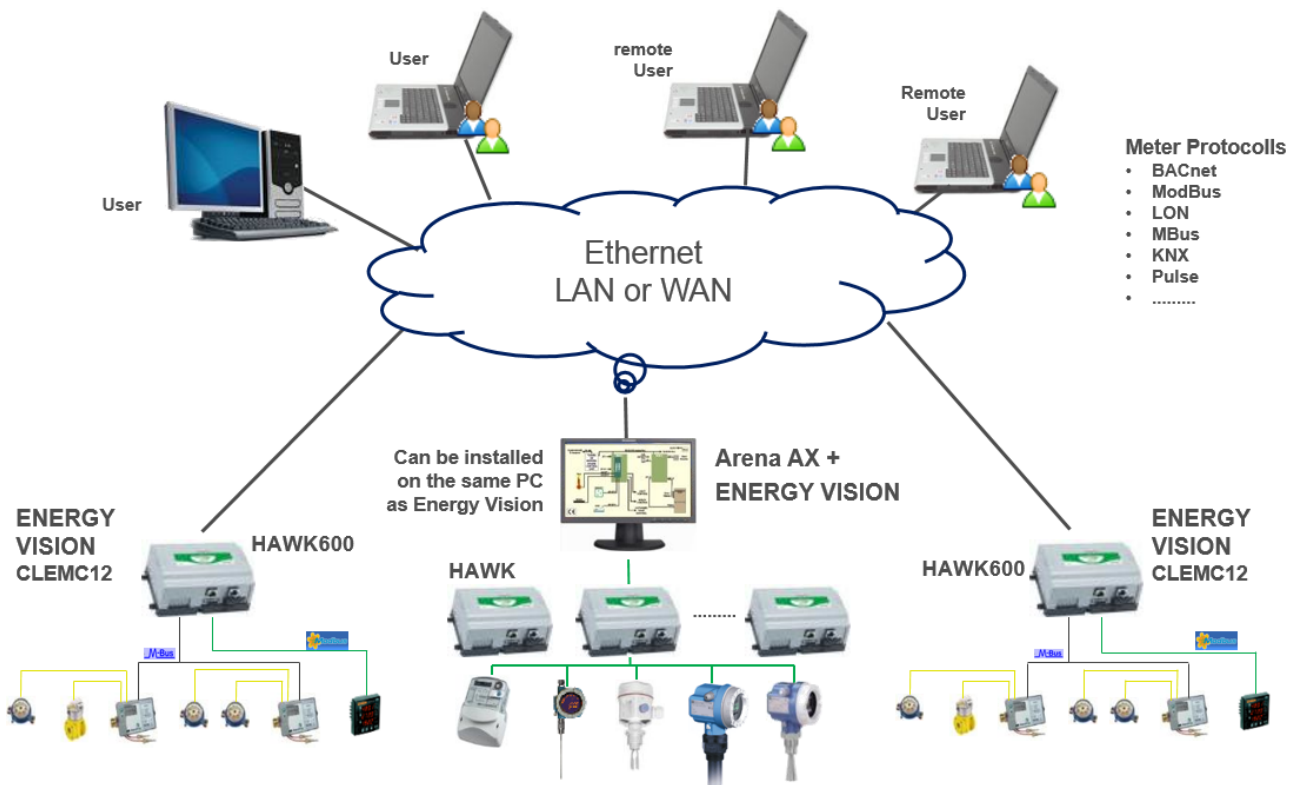 User
remote
User
Remote
User
User
Meter Protocolls
• BACnet
• ModBus
• LON
• MBus
• KNX
• Pulse
• .........
Ethernet
LAN or WAN
Can be installed
on the same PC
as Energy Vision
Arena AX +
ENERGY VISION
ENERGY
VISION
CLEMC12
HAWK600
HAWK
.........
HAWK600
ENERGY
VISION
CLEMC12
M-Bus
Modbus
M-Bus
Modbus